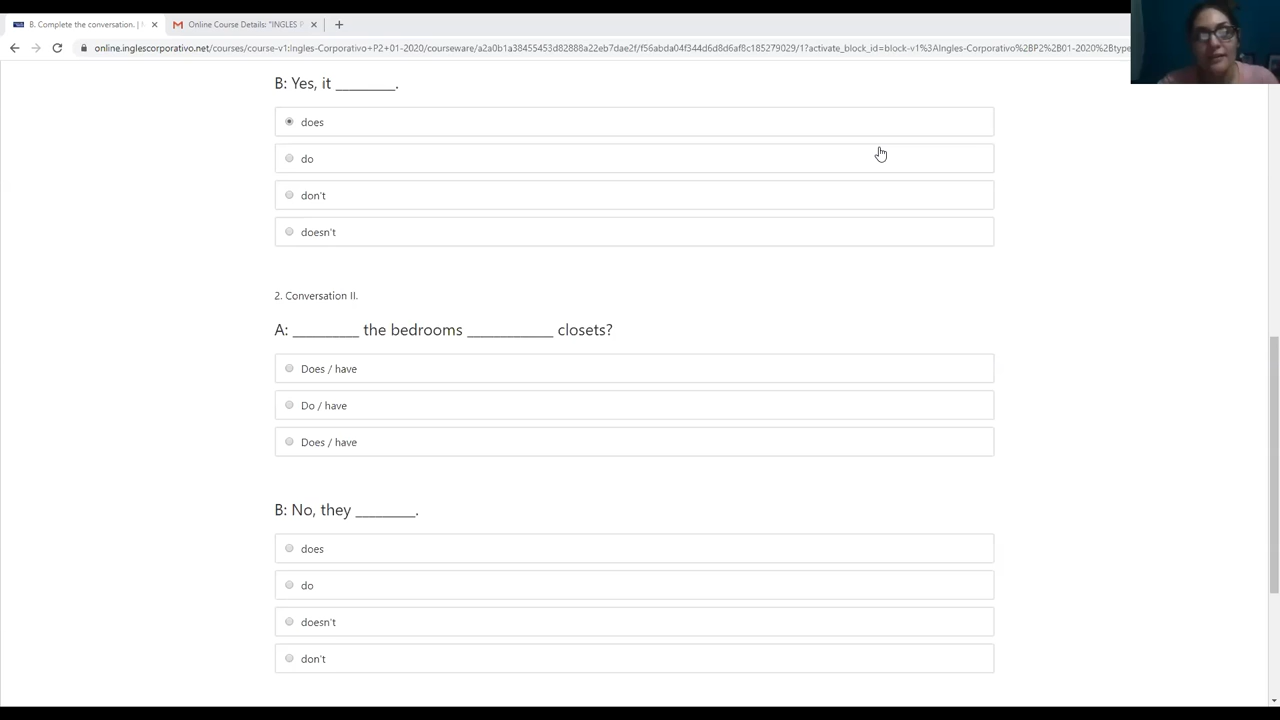 B. Complete the conversation. |
Online Course Details: "INGLES P
online.inglescorporativo.net/courses/course-v1:Ingles-Corporativo+P2+01-2020/courseware/a2a0b1a38455453d82888a22eb7dae2f/f56abda04f344d6d8d6af8c185279029/1?activate_block_id=block-v1%3AIngles-Corporativo%2BP2%2B01-2020%2Btype
B: Yes, it ________.
does
do
don't
doesn't
2. Conversation II.
A: _________ the bedrooms ___________ closets?
Does / have
Do / have
Does / have
B: No, they ________.
does
do
doesn't
don't